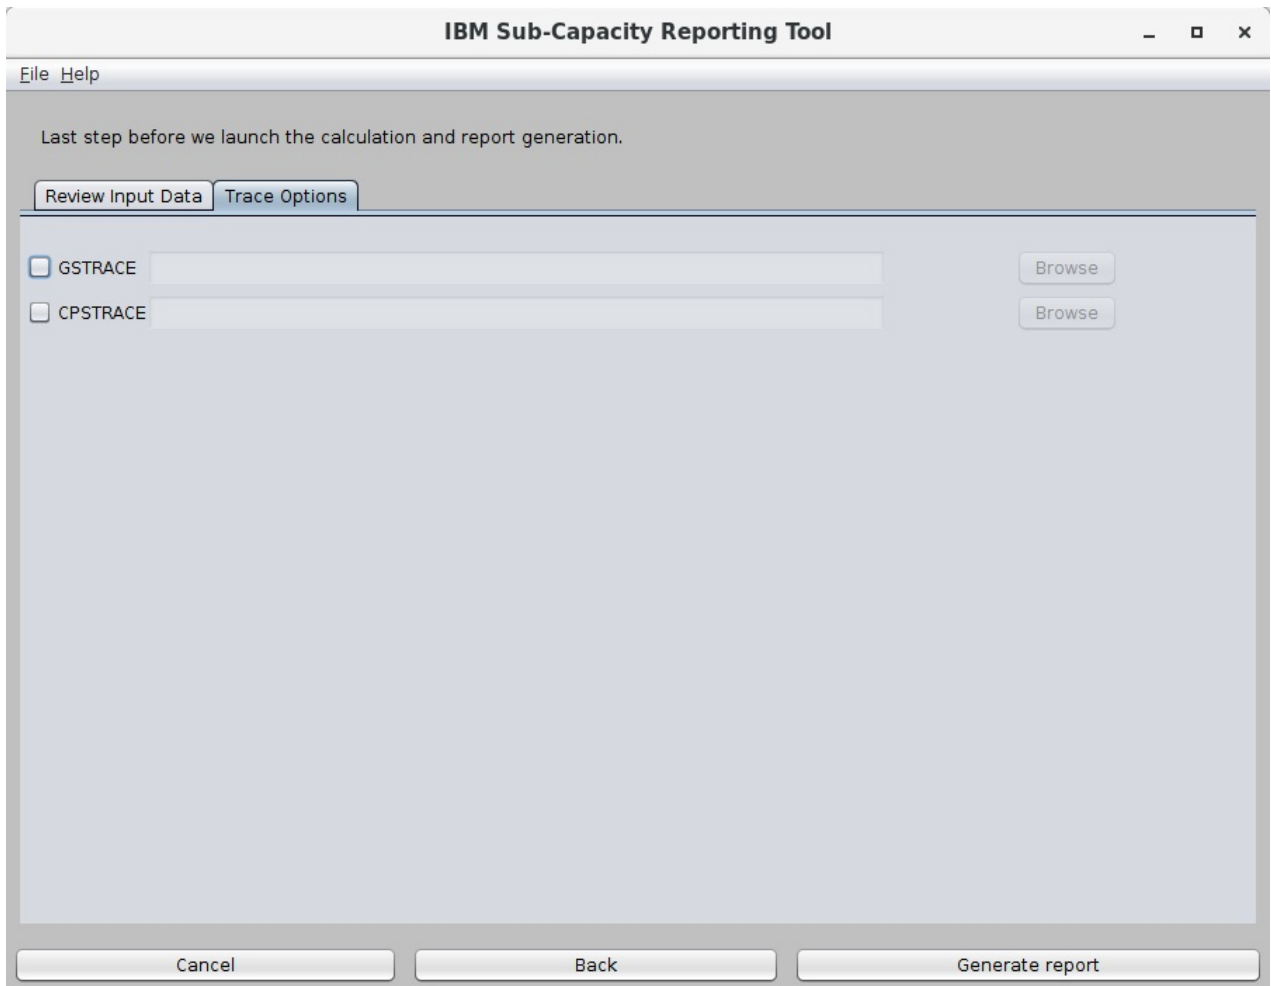 IBM Sub-Capacity Reporting Tool
File Help
Last step before we launch the calculation and report generation.
Review Input Data Trace Options
GSTRACE Browse
CPSTRACE Browse
Cancel Back Generate report